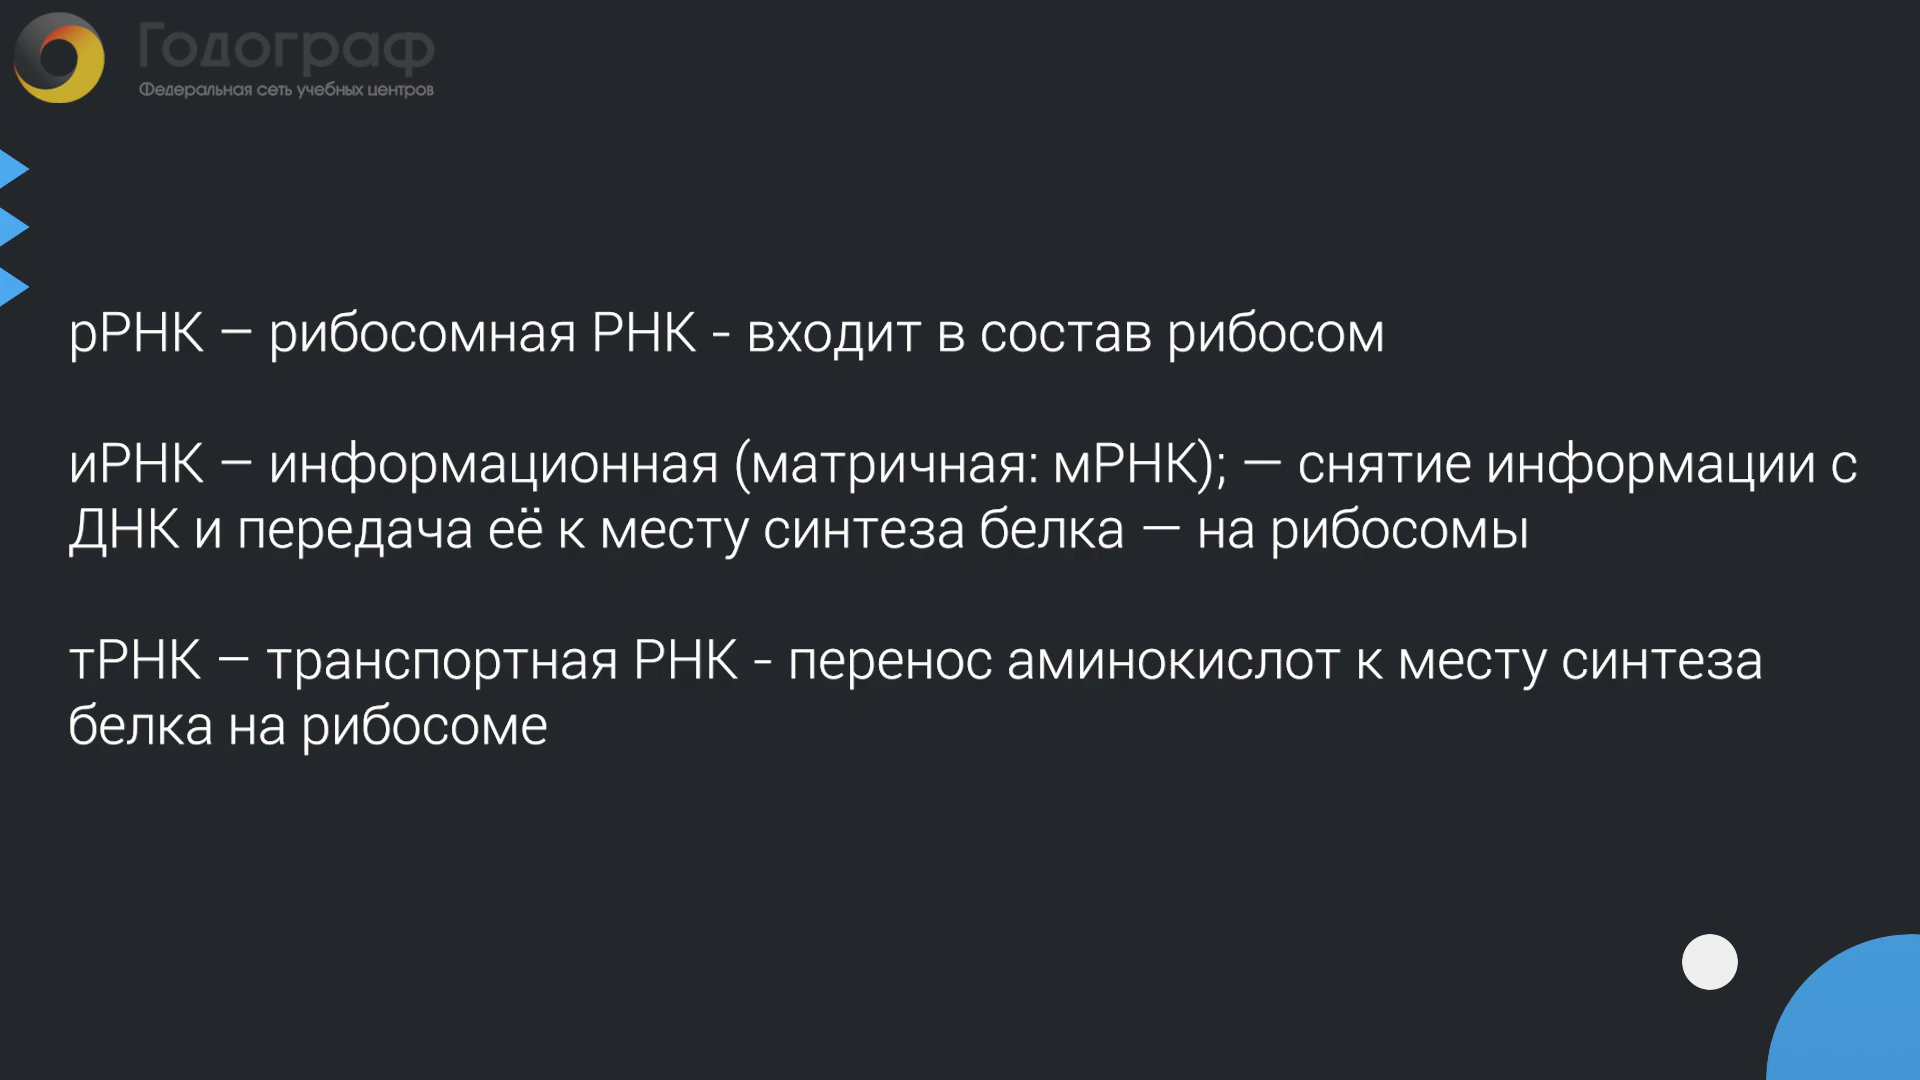 Годограф
Федеральная сеть учебных центров
рРНК – рибосомная РНК - входит в состав рибосом
иРНК – информационная (матричная: мРНК); — снятие информации с
ДНК и передача её к месту синтеза белка — на рибосомы
тРНК – транспортная РНК - перенос аминокислот к месту синтеза
белка на рибосоме